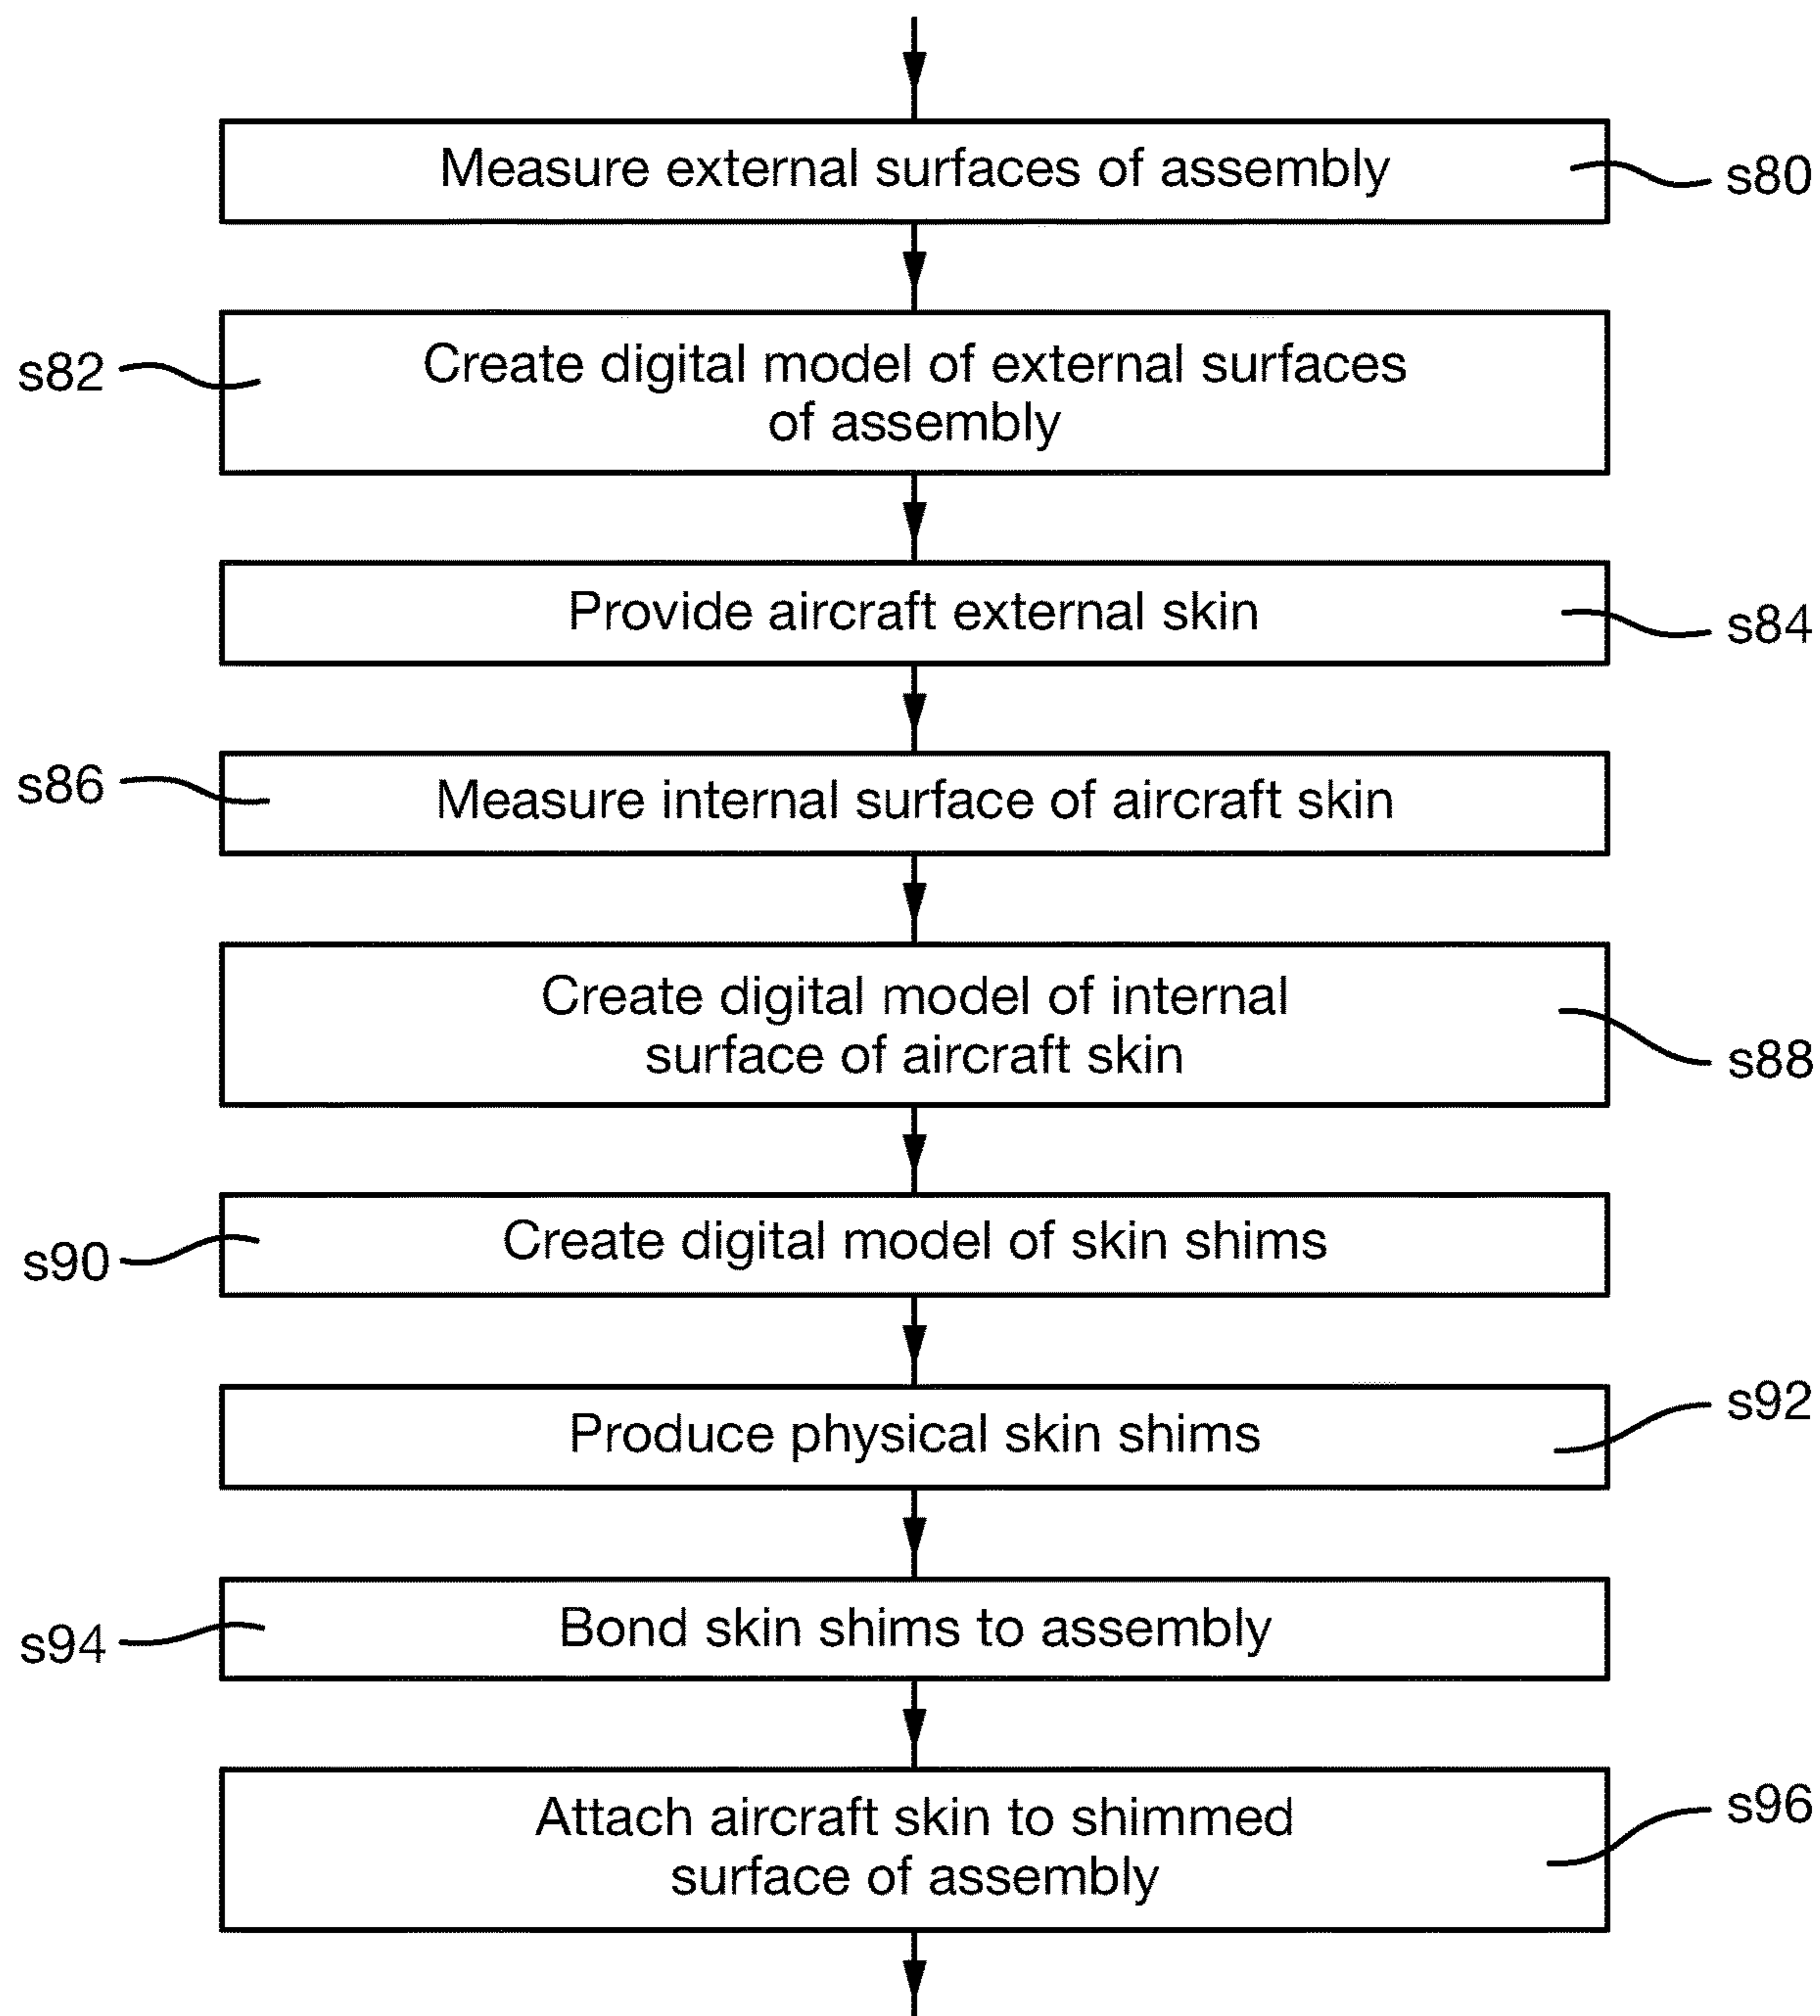 Measure external surfaces of assembly
s80
s82
Create digital model of external surfaces
of assembly
Provide aircraft external skin
s84
s86
Measure internal surface of aircraft skin
Create digital model of internal
surface of aircraft skin
s88
s90
Create digital model of skin shims
Produce physical skin shims
s92
s94
Bond skin shims to assembly
Attach aircraft skin to shimmed
surface of assembly
s96